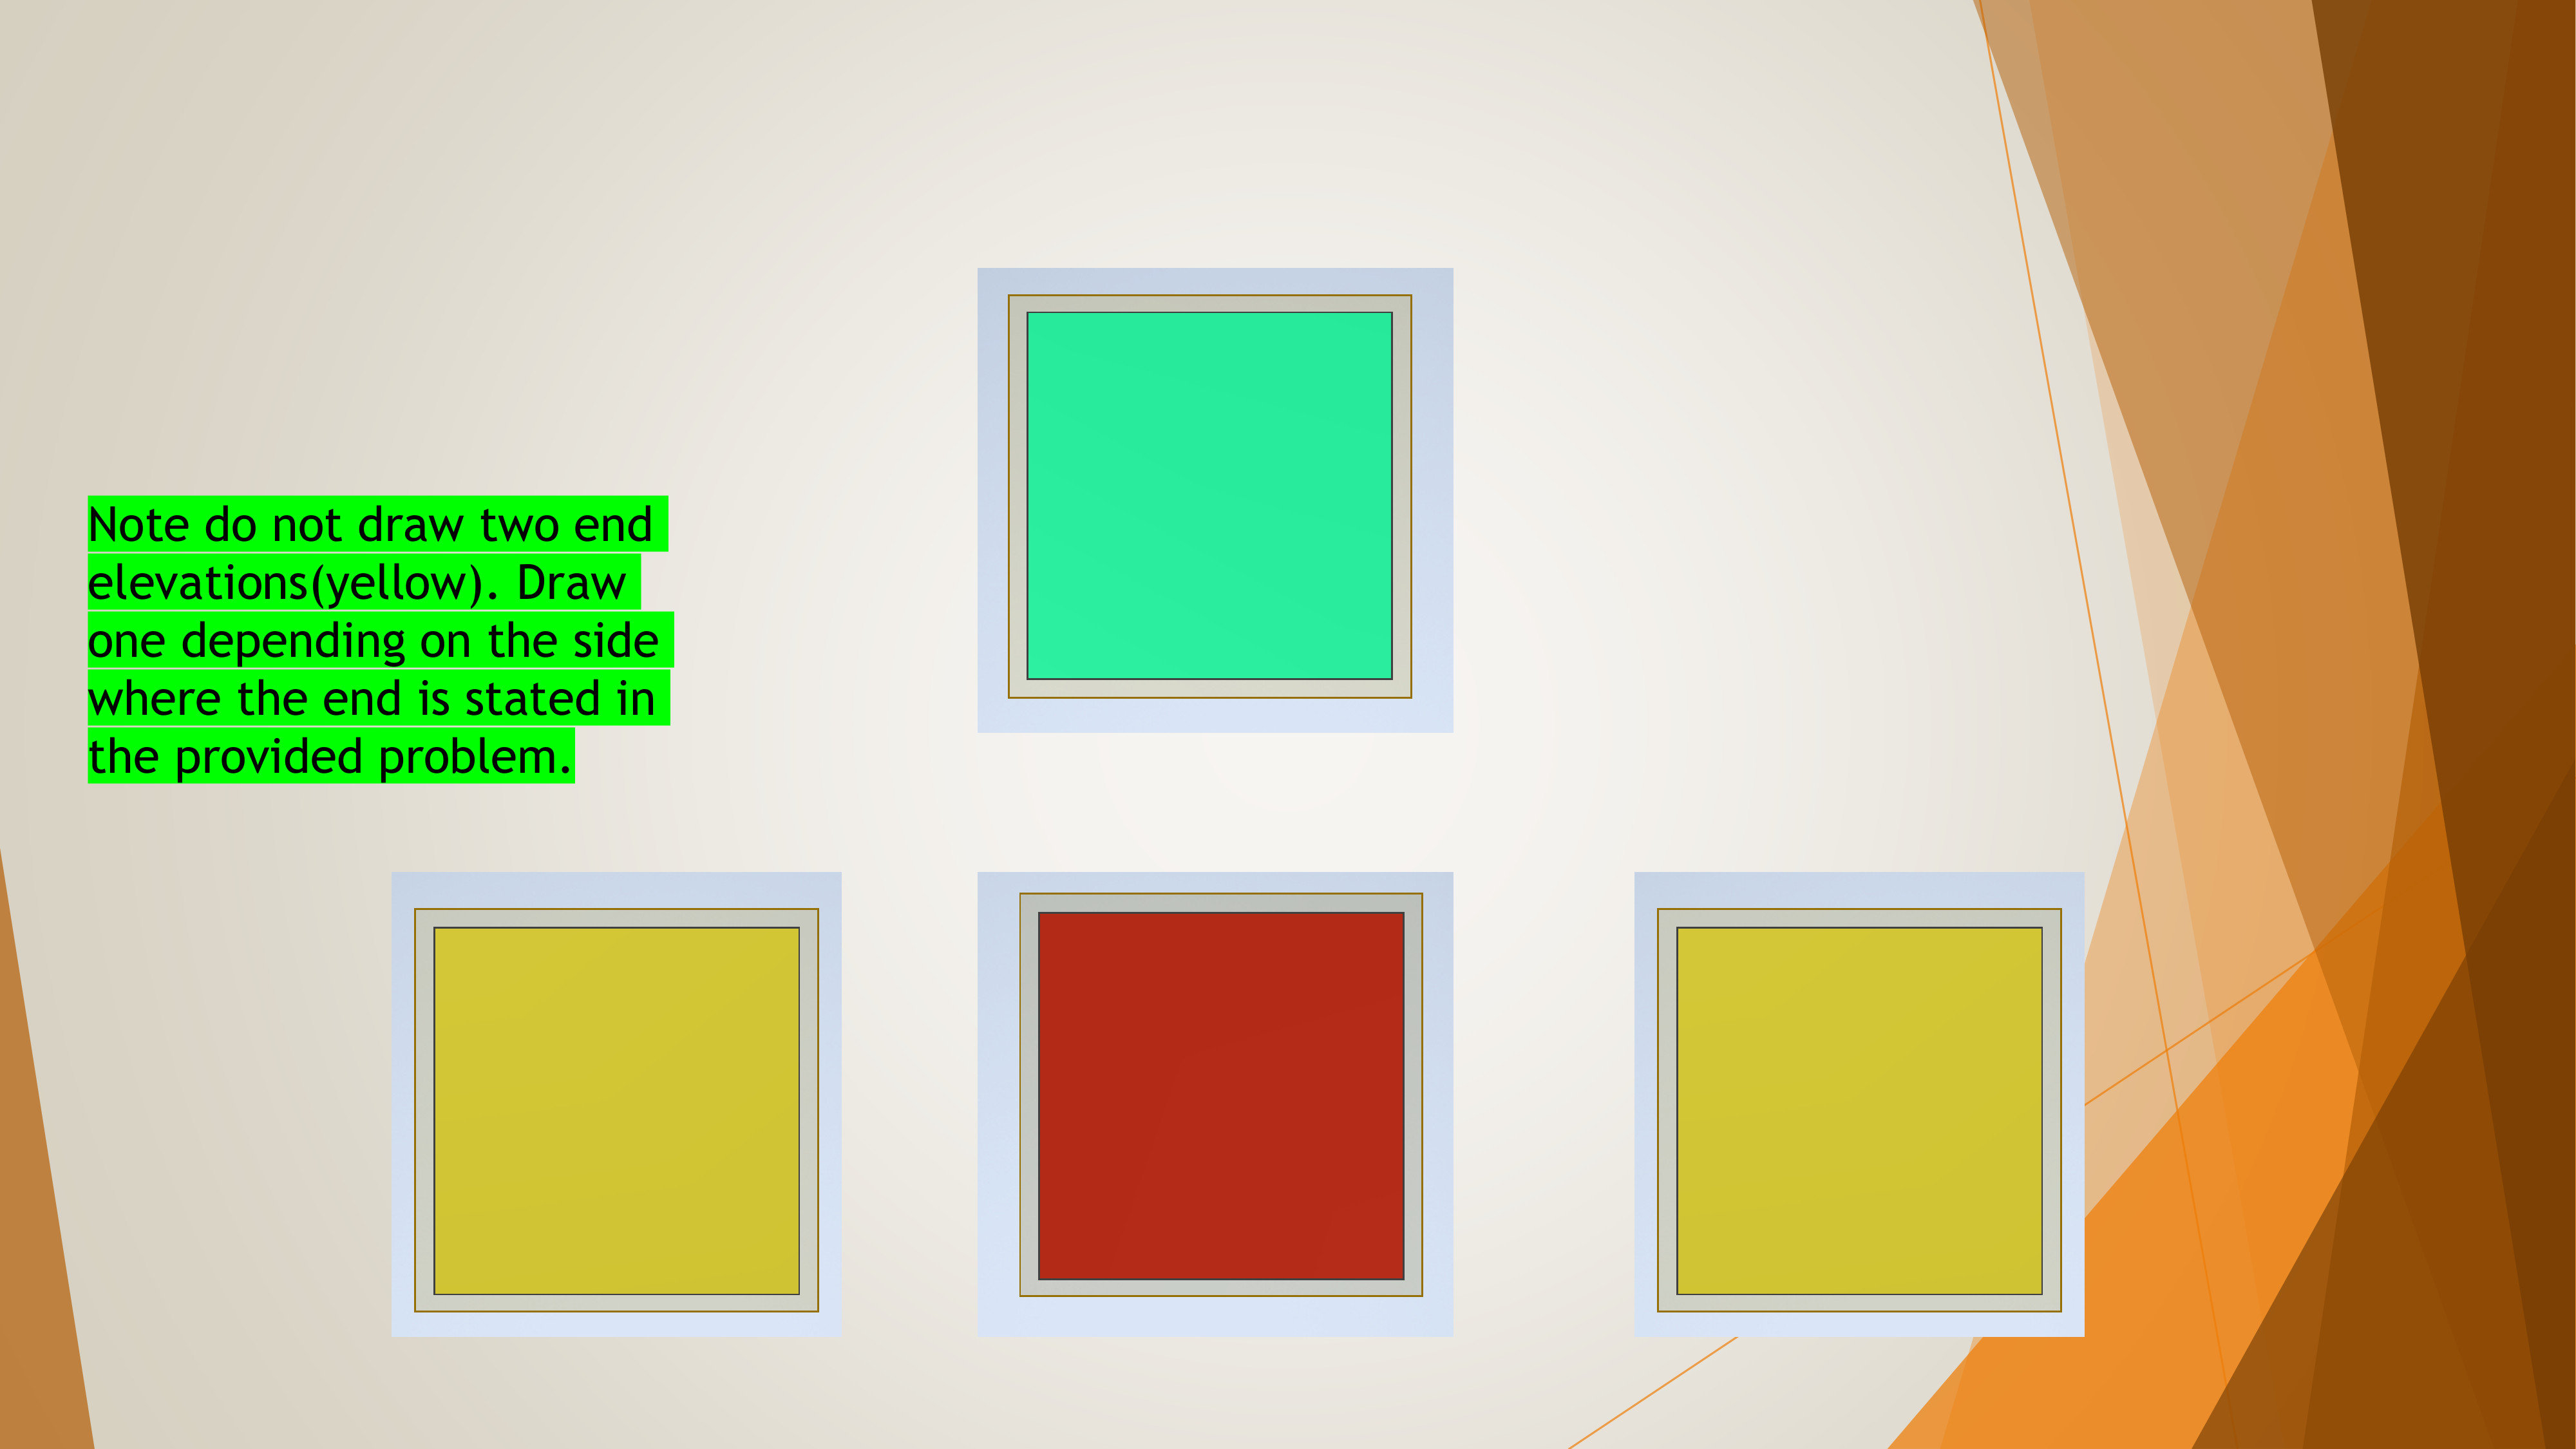 Note do not draw two end
elevations(yellow). Draw
one depending on the side
where the end is stated in
the provided problem.